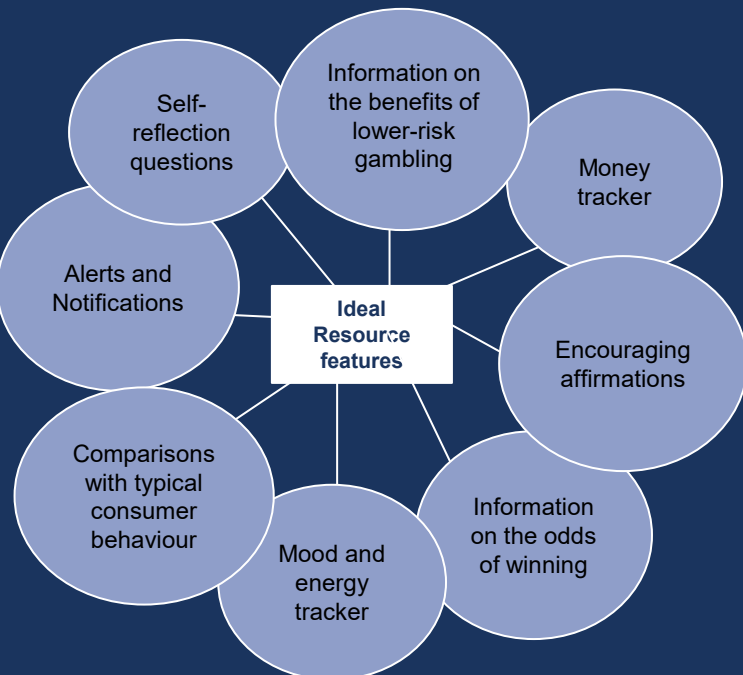 Information on
the benefits of
lower-risk
gambling
Self-
reflection
questions
Money
tracker
Alerts and
Notifications
Ideal
Resource
features
Encouraging
affirmations
Comparisons
with typical
consumer
behaviour
Information
on the odds
of winning
Mood and
energy
tracker